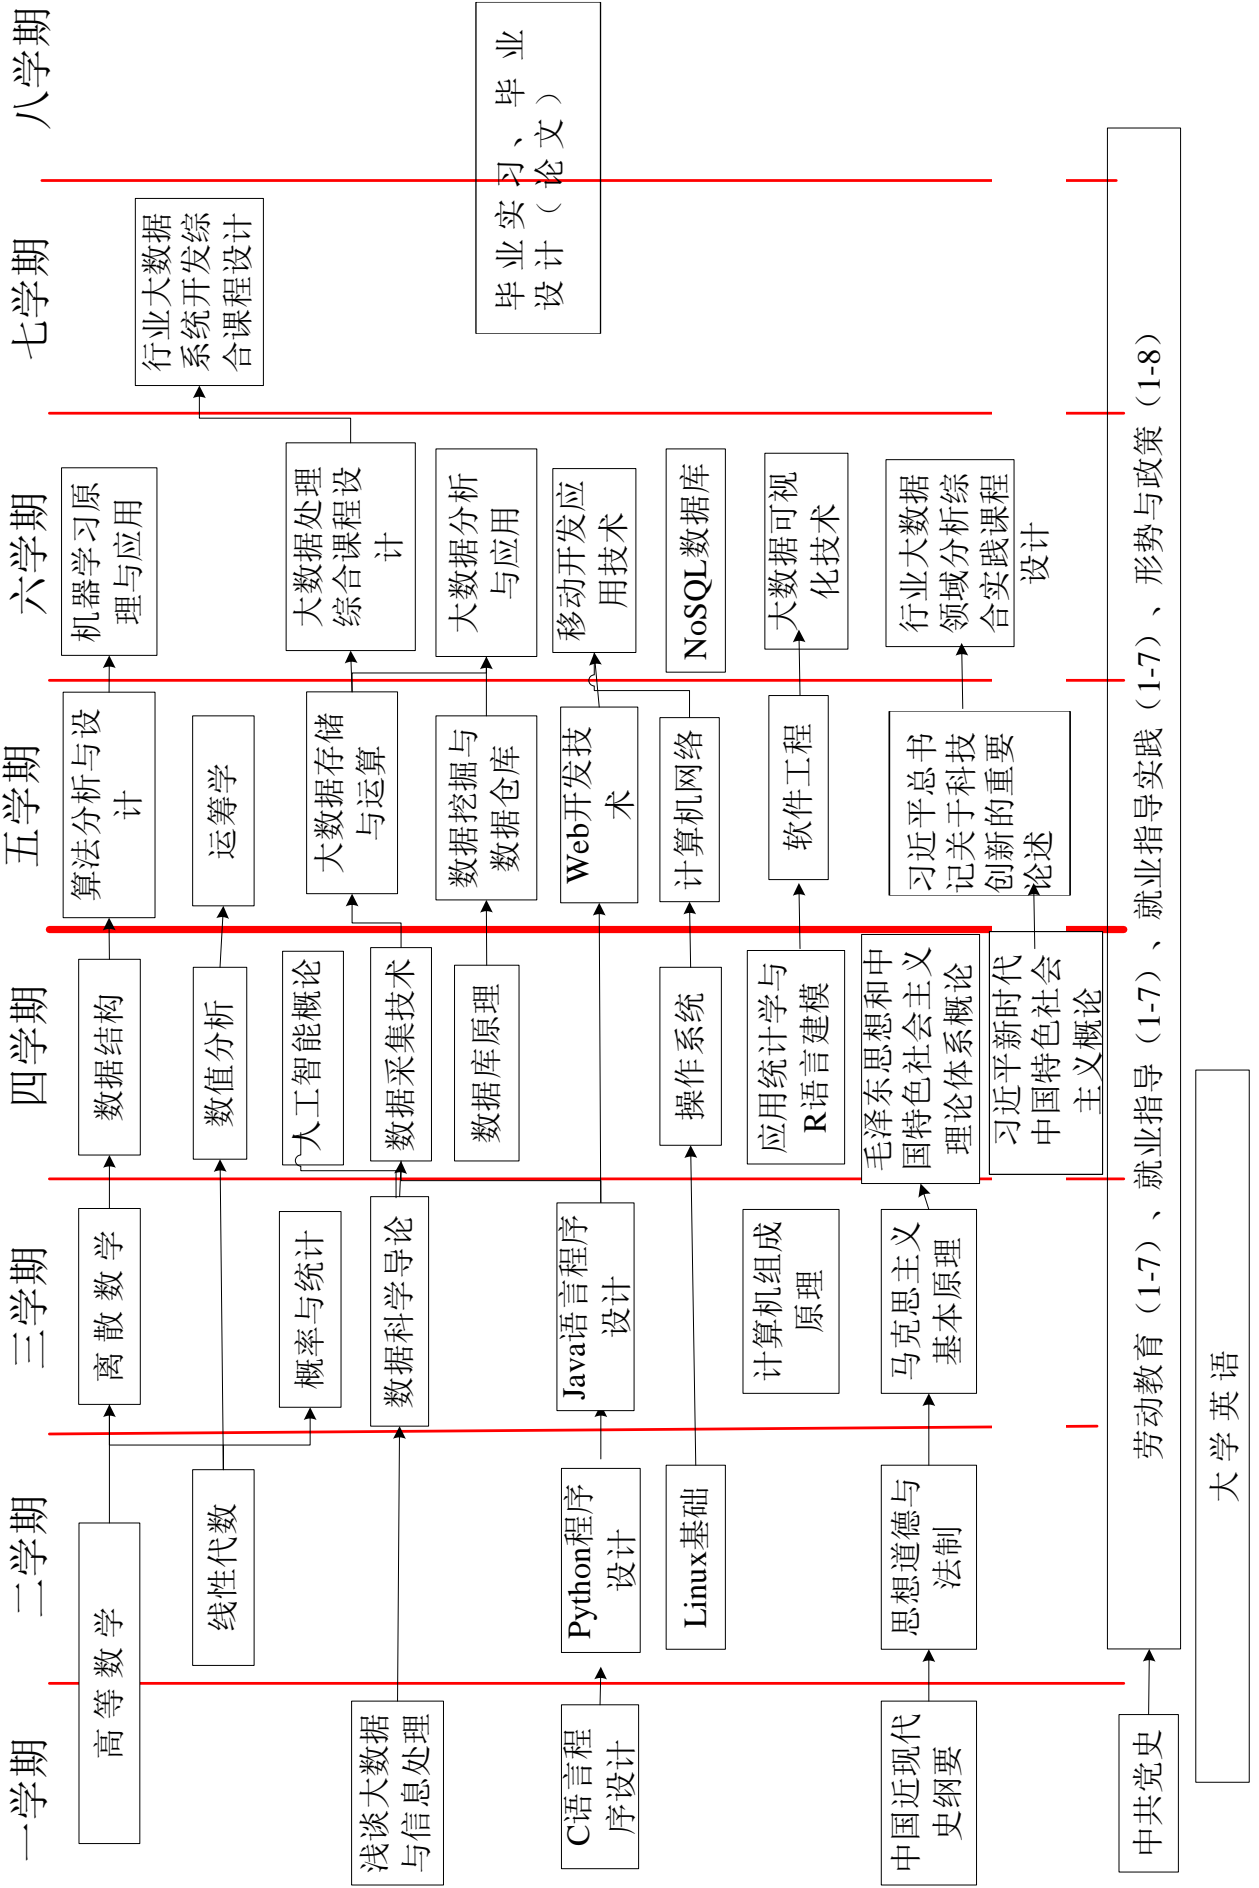 一学期
二学期
三学期
四学期
五学期
六学期
七学期
八学期
高等数学
离散数学
数据结构
算法分析与设
计
机器学习原
理与应用
线性代数
数值分析
运筹学
行业大数据
系统开发综
合课程设计
概率与统计
人工智能概论
大数据存储
与运算
大数据处理
综合课程设
计
浅谈大数据
与信息处理
数据科学导论
数据采集技术
数据库原理
数据挖掘与
数据仓库
大数据分析
与应用
毕业实习、毕业
设计（论文）
C语言程
序设计
Python程序
设计
Java语言程序
设计
Web开发技
术
移动开发应
用技术
Linux基础
操作系统
计算机网络
NoSQL数据库
计算机组成
原理
应用统计学与
R语言建模
软件工程
大数据可视
化技术
中国近现代
史纲要
思想道德与
法制
马克思主义
基本原理
毛泽东思想和中
国特色社会主义
理论体系概论
习近平新时代
中国特色社会
主义概论
习近平总书
记关于科技
创新的重要
论述
行业大数据
领域分析综
合实践课程
设计
中共党史
劳动教育（1-7）、就业指导（1-7）、就业指导实践（1-7）、形势与政策（1-8）
大学英语